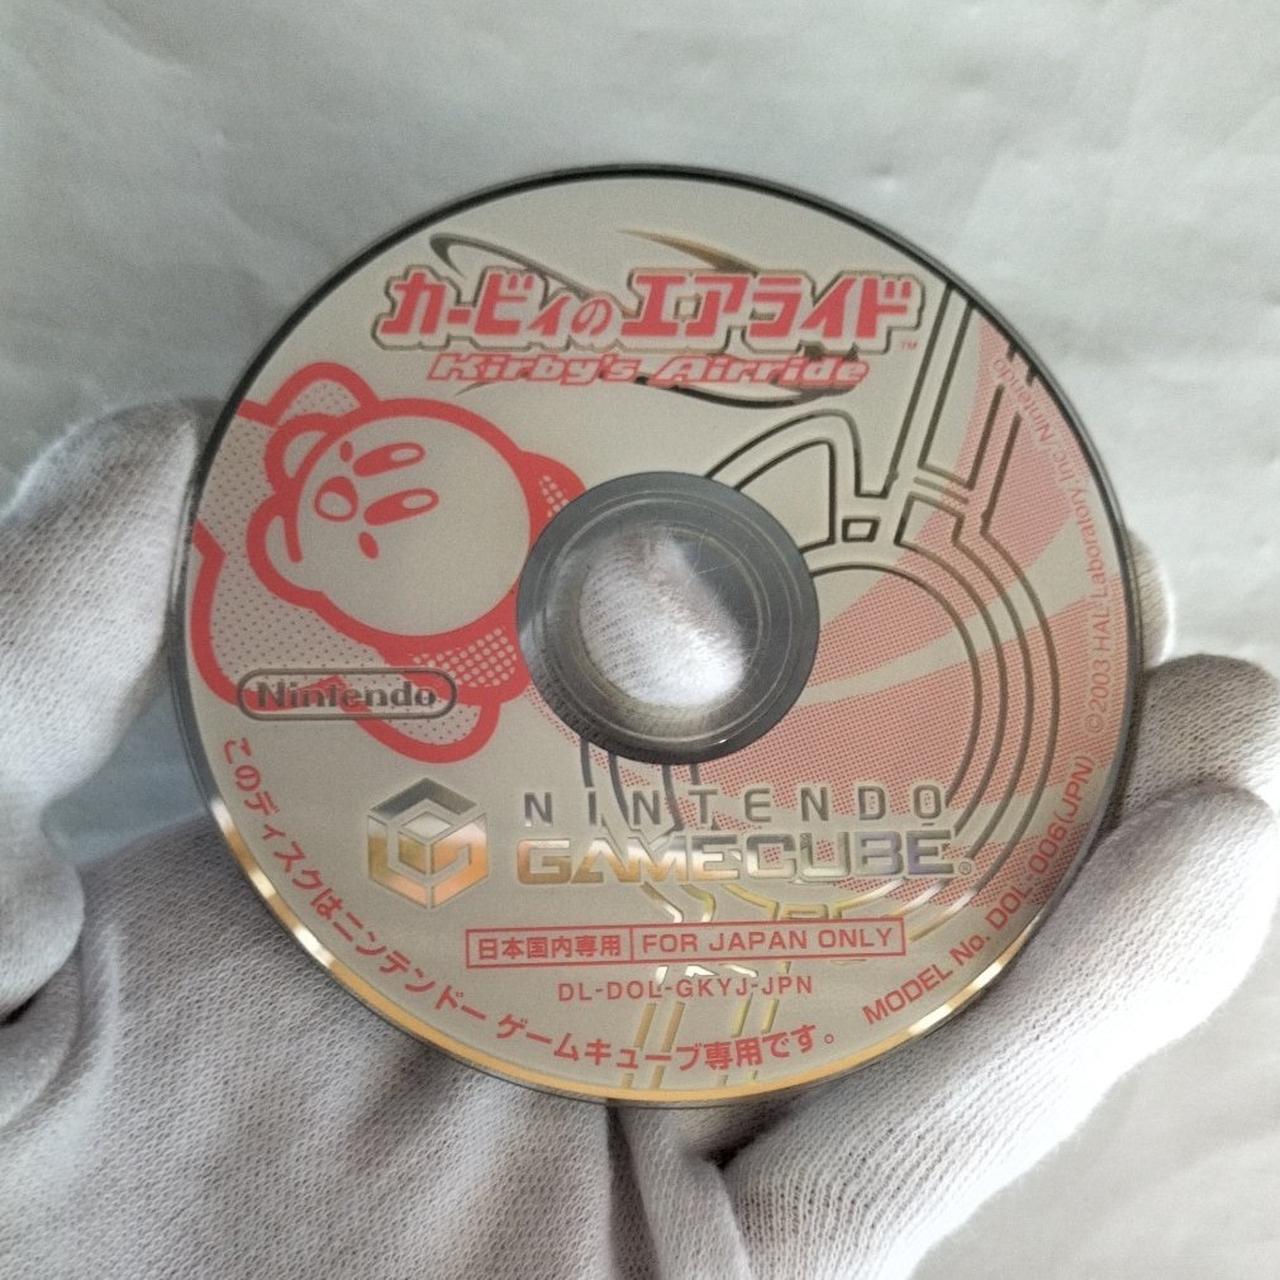 カービィのエアライド™
Kirby's Airride
Nintendo
NINTENDO
GAMECUBE®
日本国内専用 FOR JAPAN ONLY
DL-DOL-GKYJ-JPN
このディスクはニンテンドー ゲームキューブ専用です。
MODEL No. DOL-006(JPN)
©2003 HAL Laboratory, Inc. Nintendo